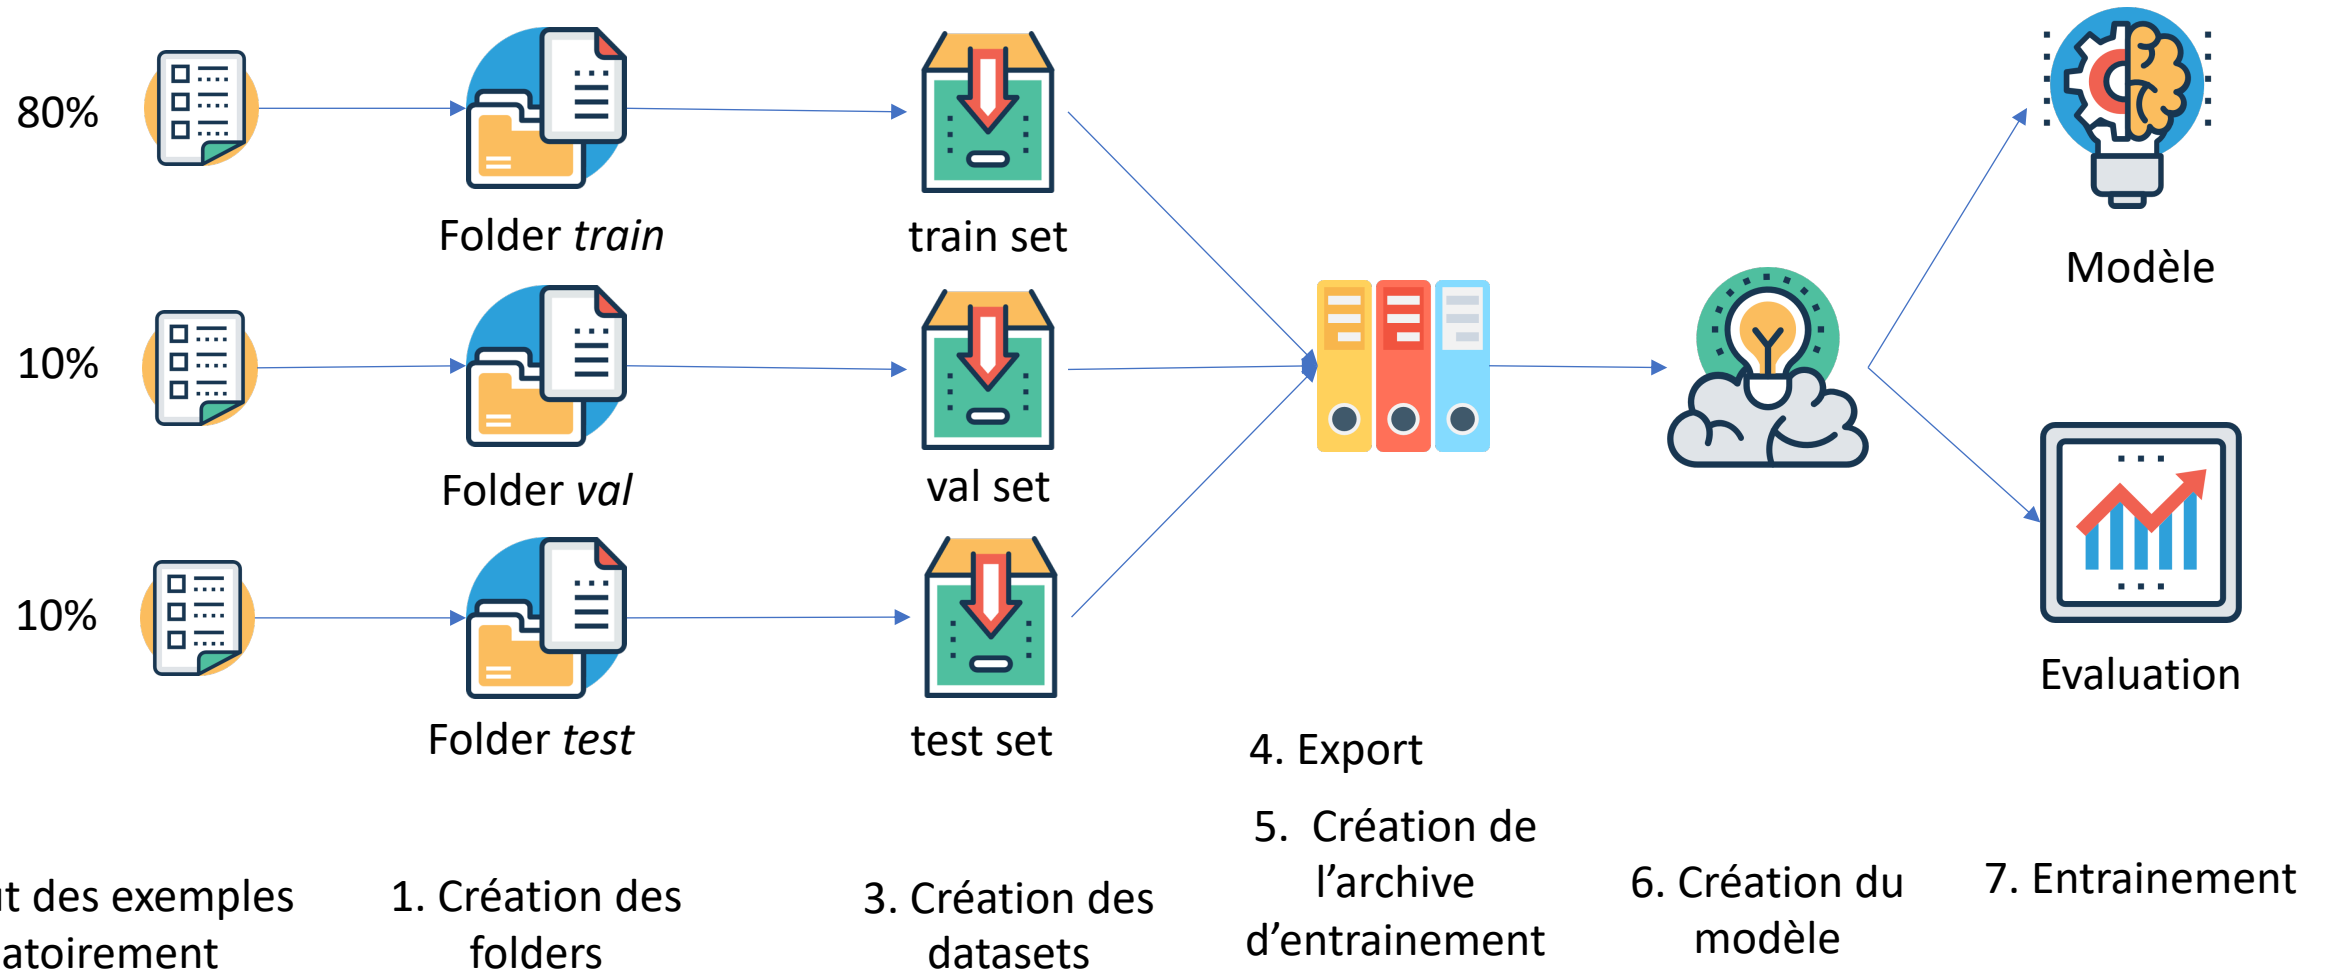 80%
Folder train
train set
Modèle
10%
Folder val
val set
10%
Folder test
test set
Evaluation
des exemples
1. Création des
folders
3. Création des
datasets
4. Export
5. Création de
l’archive
d’entrainement
6. Création du
modèle
7. Entrainement